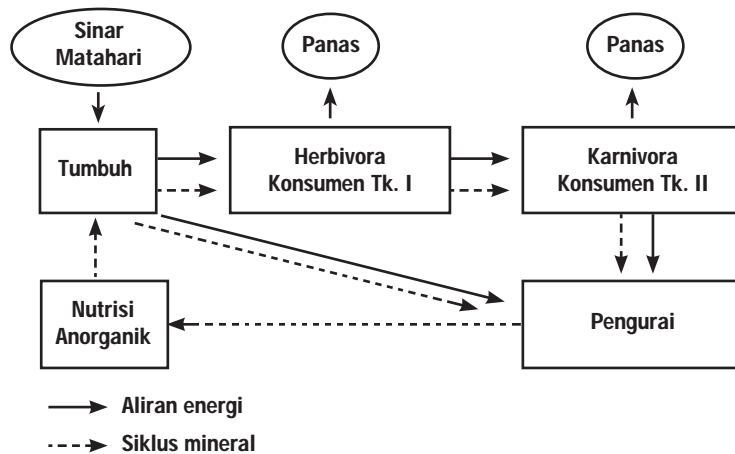 Sinar
Matahari
Panas
Panas
Tumbuh
Herbivora
Konsumen Tk. I
Karnivora
Konsumen Tk. II
Nutrisi
Anorganik
Pengurai
Aliran energi
Siklus mineral